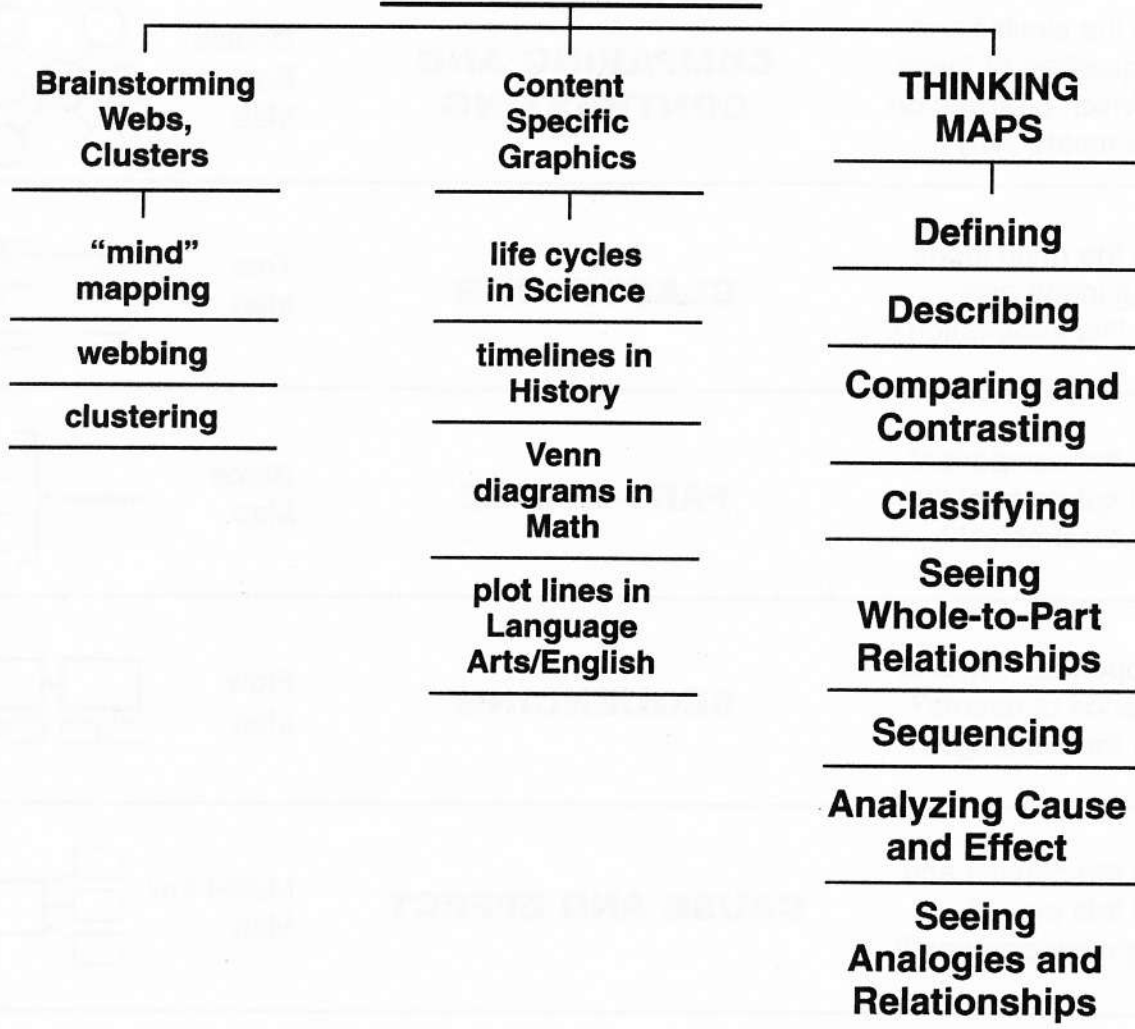 Brainstorming
Webs,
Clusters
“mind”
mapping
webbing
clustering
Content
Specific
Graphics
life cycles
in Science
timelines in
History
Venn
diagrams in
Math
plot lines in
Language
Arts/English
THINKING
MAPS
Defining
Describing
Comparing and
Contrasting
Classifying
Seeing
Whole-to-Part
Relationships
Sequencing
Analyzing Cause
and Effect
Seeing
Analogies and
Relationships